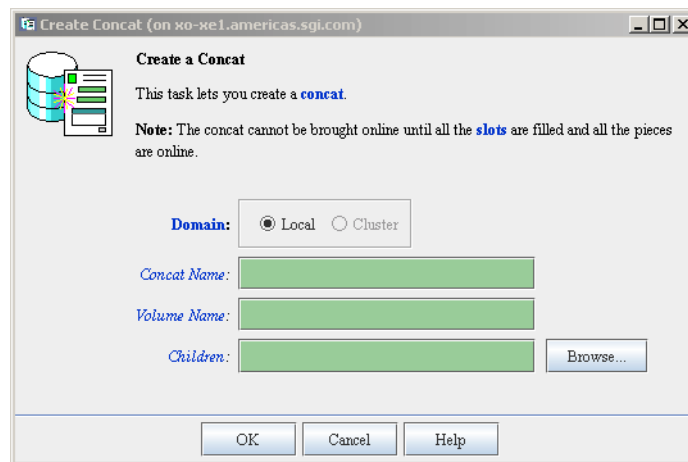 Create Concat (on xo-xe1.americas.sgi.com)
Create a Concat
This task lets you create a concat.
Note: The concat cannot be brought online until all the slots are filled and all the pieces
are online.
Domain: Local Cluster
Concat Name:
Volume Name:
Children: Browse...
OK Cancel Help